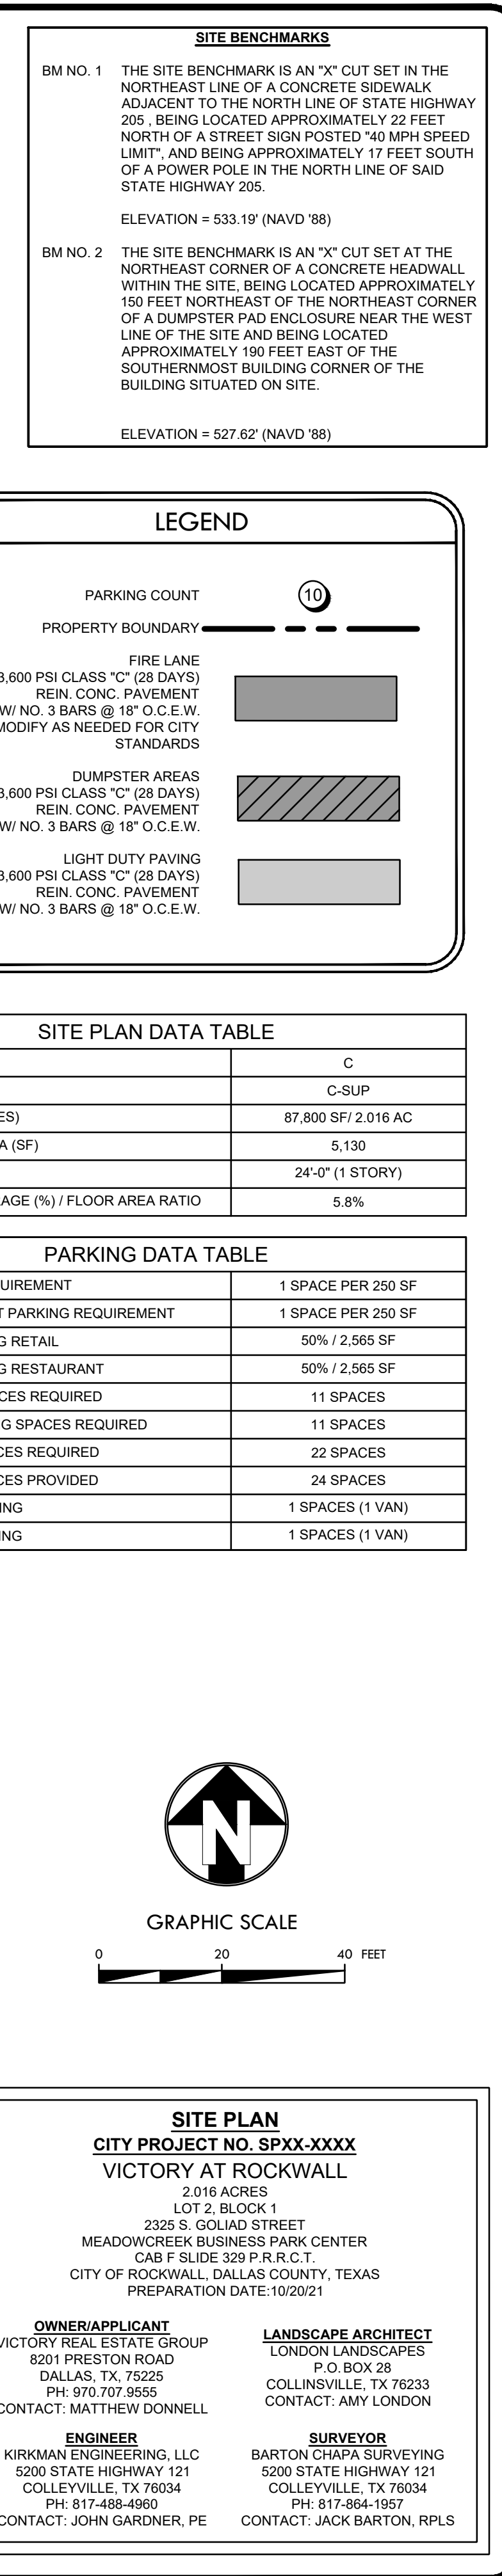 SITE BENCHMARKS
BM NO. 1 THE SITE BENCHMARK IS AN "X" CUT SET IN THE
NORTHEAST LINE OF A CONCRETE SIDEWALK
ADJACENT TO THE NORTH LINE OF STATE HIGHWAY
205 , BEING LOCATED APPROXIMATELY 22 FEET
NORTH OF A STREET SIGN POSTED "40 MPH SPEED
LIMIT", AND BEING APPROXIMATELY 17 FEET SOUTH
OF A POWER POLE IN THE NORTH LINE OF SAID
STATE HIGHWAY 205.
ELEVATION = 533.19' (NAVD '88)
BM NO. 2 THE SITE BENCHMARK IS AN "X" CUT SET AT THE
NORTHEAST CORNER OF A CONCRETE HEADWALL
WITHIN THE SITE, BEING LOCATED APPROXIMATELY
150 FEET NORTHEAST OF THE NORTHEAST CORNER
OF A DUMPSTER PAD ENCLOSURE NEAR THE WEST
LINE OF THE SITE AND BEING LOCATED
APPROXIMATELY 190 FEET EAST OF THE
SOUTHERNMOST BUILDING CORNER OF THE
BUILDING SITUATED ON SITE.
ELEVATION = 527.62' (NAVD '88)
LEGEND
PARKING COUNT 10
PROPERTY BOUNDARY
FIRE LANE
3,600 PSI CLASS "C" (28 DAYS)
REIN. CONC. PAVEMENT
W/ NO. 3 BARS @ 18" O.C.E.W.
MODIFY AS NEEDED FOR CITY
STANDARDS
DUMPSTER AREAS
3,600 PSI CLASS "C" (28 DAYS)
REIN. CONC. PAVEMENT
W/ NO. 3 BARS @ 18" O.C.E.W.
LIGHT DUTY PAVING
3,600 PSI CLASS "C" (28 DAYS)
REIN. CONC. PAVEMENT
W/ NO. 3 BARS @ 18" O.C.E.W.
SITE PLAN DATA TABLE
C
C-SUP
ES) 87,800 SF/ 2.016 AC
A (SF) 5,130
24'-0" (1 STORY)
AGE (%) / FLOOR AREA RATIO 5.8%
PARKING DATA TABLE
UIREMENT 1 SPACE PER 250 SF
T PARKING REQUIREMENT 1 SPACE PER 250 SF
G RETAIL 50% / 2,565 SF
G RESTAURANT 50% / 2,565 SF
CES REQUIRED 11 SPACES
G SPACES REQUIRED 11 SPACES
CES REQUIRED 22 SPACES
CES PROVIDED 24 SPACES
ING 1 SPACES (1 VAN)
ING 1 SPACES (1 VAN)
N
GRAPHIC SCALE
0 20 40 FEET
SITE PLAN
CITY PROJECT NO. SPXX-XXXX
VICTORY AT ROCKWALL
2.016 ACRES
LOT 2, BLOCK 1
2325 S. GOLIAD STREET
MEADOWCREEK BUSINESS PARK CENTER
CAB F SLIDE 329 P.R.R.C.T.
CITY OF ROCKWALL, DALLAS COUNTY, TEXAS
PREPARATION DATE:10/20/21
OWNER/APPLICANT
VICTORY REAL ESTATE GROUP
8201 PRESTON ROAD
DALLAS, TX, 75225
PH: 970.707.9555
CONTACT: MATTHEW DONNELL
LANDSCAPE ARCHITECT
LONDON LANDSCAPES
P.O. BOX 28
COLLINSVILLE, TX 76233
CONTACT: AMY LONDON
ENGINEER
KIRKMAN ENGINEERING, LLC
5200 STATE HIGHWAY 121
COLLEYVILLE, TX 76034
PH: 817-488-4960
CONTACT: JOHN GARDNER, PE
SURVEYOR
BARTON CHAPA SURVEYING
5200 STATE HIGHWAY 121
COLLEYVILLE, TX 76034
PH: 817-864-1957
CONTACT: JACK BARTON, RPLS